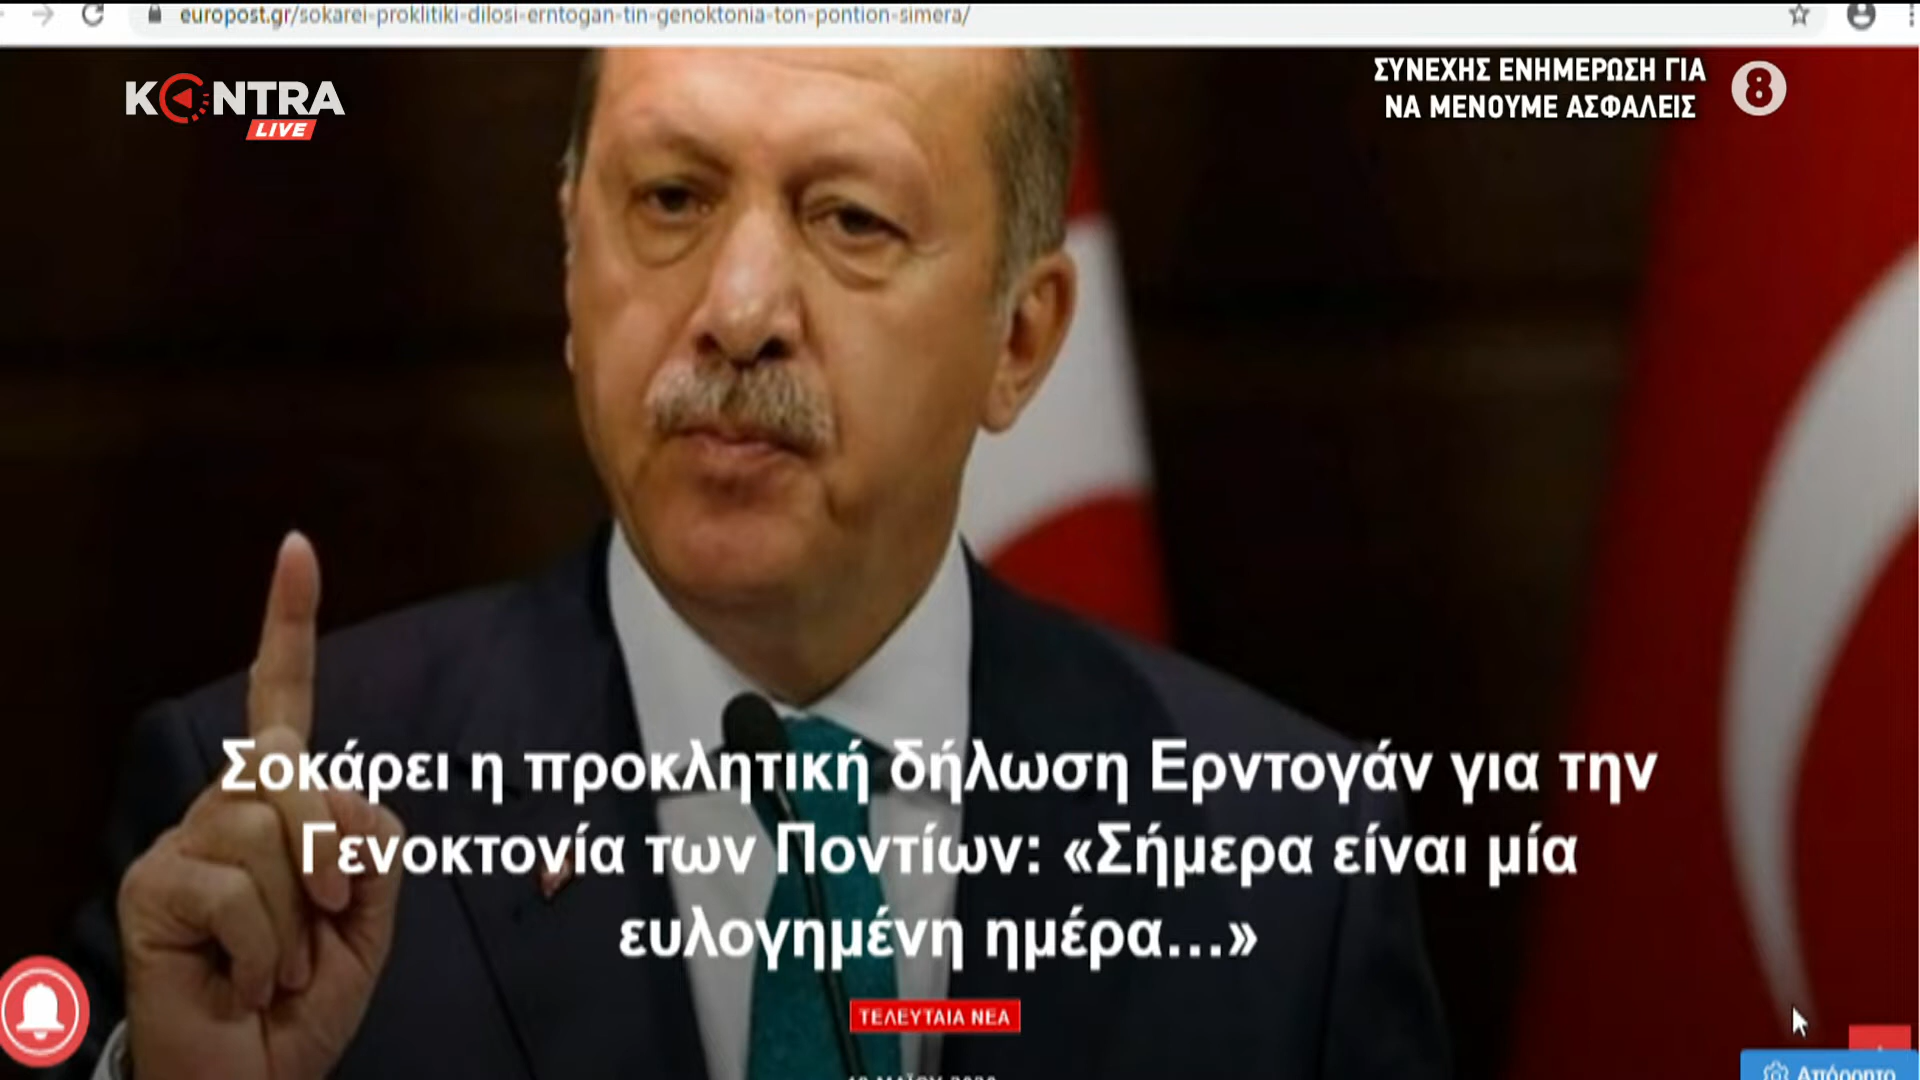 europost.gr/sokarei-proklitiki-dilosi-erntogan-tin-genoktonia-ton-pontion-simera/
KONTRA
LIVE
ΣΥΝΕΧΗΣ ΕΝΗΜΕΡΩΣΗ ΓΙΑ
ΝΑ ΜΕΝΟΥΜΕ ΑΣΦΑΛΕΙΣ
8
Σοκάρει η προκλητική δήλωση Ερντογάν για την
Γενοκτονία των Ποντίων: «Σήμερα είναι μία
ευλογημένη ημέρα...»
ΤΕΛΕΥΤΑΙΑ ΝΕΑ
Απόρρητο